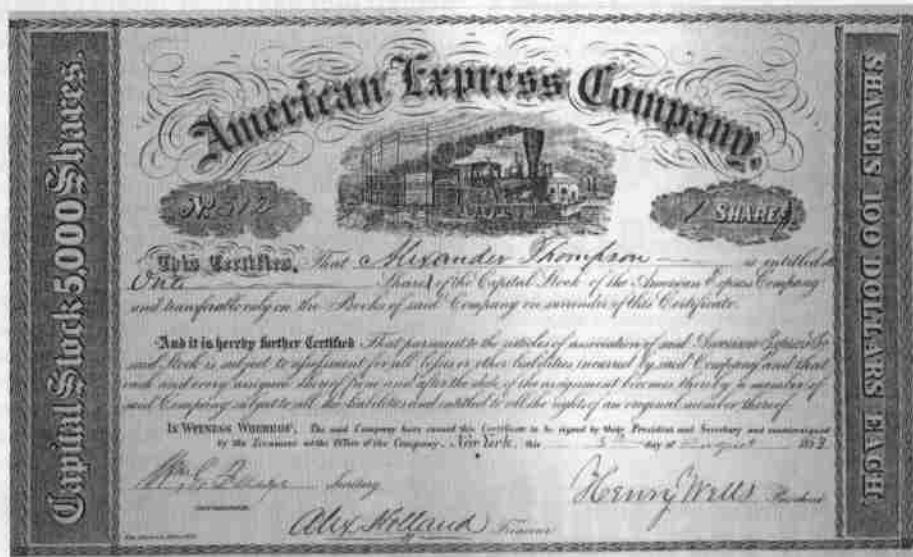 American Express Company.
Capital Stock 5,000 Shares.
SHARES 100 DOLLARS EACH.
No.
1 SHARE
This Certifies, That Alexander Thompson is entitled to
One Share of the Capital Stock of the American Express Company
and transferable only on the Books of said Company on surrender of this Certificate.
And it is hereby further Certified That pursuant to the articles of association of said American Express Co
said Stock is subject to assessment for all losses or other liabilities incurred by said Company and that
each and every assignee thereof from and after the date of the assignment becomes thereby a member of
said Company subject to all the liabilities and entitled to all the rights of an original member thereof.
IN WITNESS WHEREOF, The said Company have caused this Certificate to be signed by their President and Secretary and countersigned
by the Treasurer at the Office of the Company, New York, this 5th day of August
Secretary
Henry Wells President
Alex Holland Treasurer